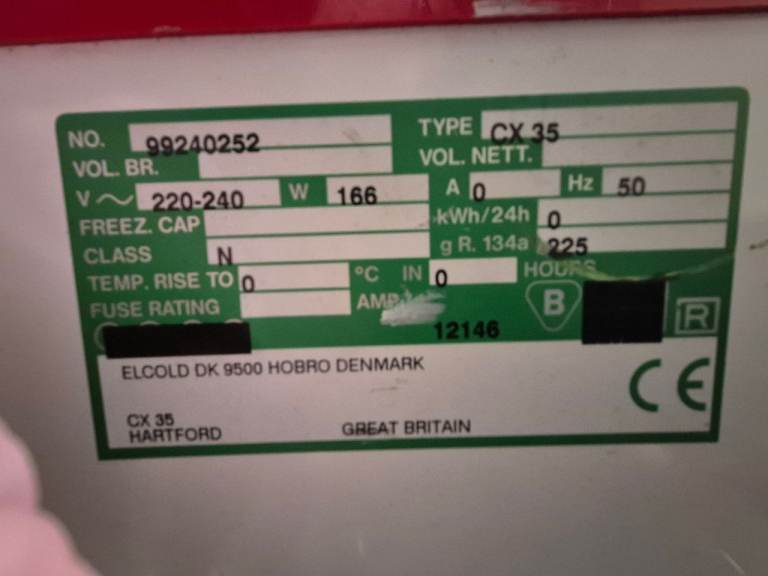 NO. 99240252 TYPE CX 35
VOL. BR. VOL. NETT.
V ~ 220-240 W 166 A 0 Hz 50
FREEZ. CAP kWh/24h 0
CLASS N g R. 134a 225
TEMP. RISE TO 0 °C IN 0 HOURS
FUSE RATING AMP B R
12146
ELCOLD DK 9500 HOBRO DENMARK
CE
CX 35
HARTFORD GREAT BRITAIN